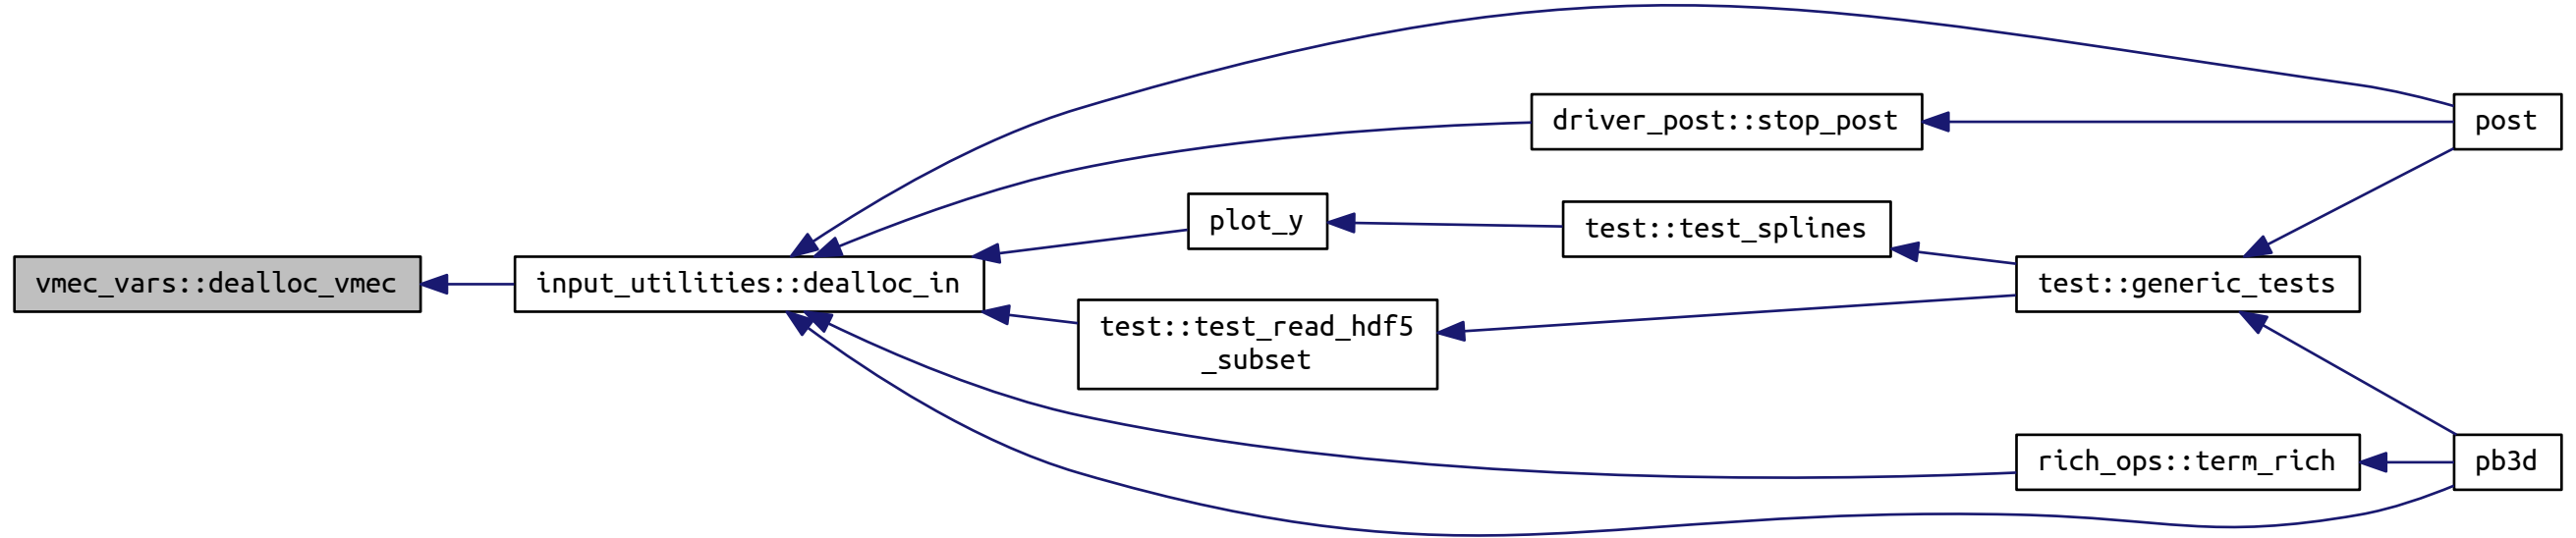 vmec_vars::dealloc_vmec
input_utilities::dealloc_in
driver_post::stop_post
plot_y
test::test_read_hdf5
_subset
test::test_splines
test::generic_tests
rich_ops::term_rich
post
pb3d